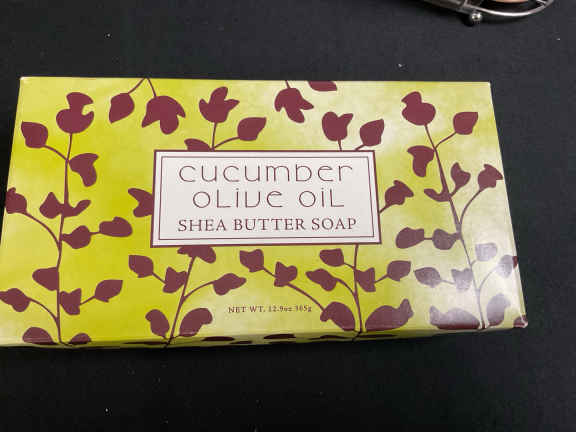 cucumber
olive oil
SHEA BUTTER SOAP
NET WT. 12.9oz 365g